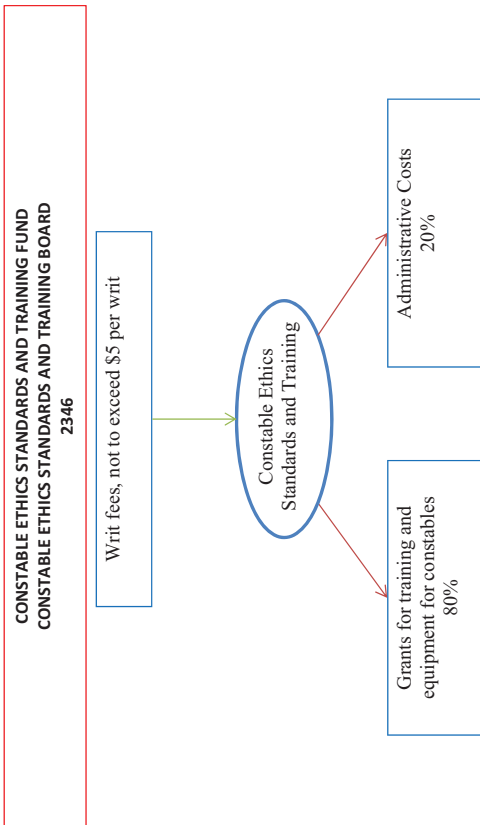 CONSTABLE ETHICS STANDARDS AND TRAINING FUND
CONSTABLE ETHICS STANDARDS AND TRAINING BOARD
2346
Writ fees, not to exceed $5 per writ
Constable Ethics
Standards and Training
Grants for training and
equipment for constables
80%
Administrative Costs
20%